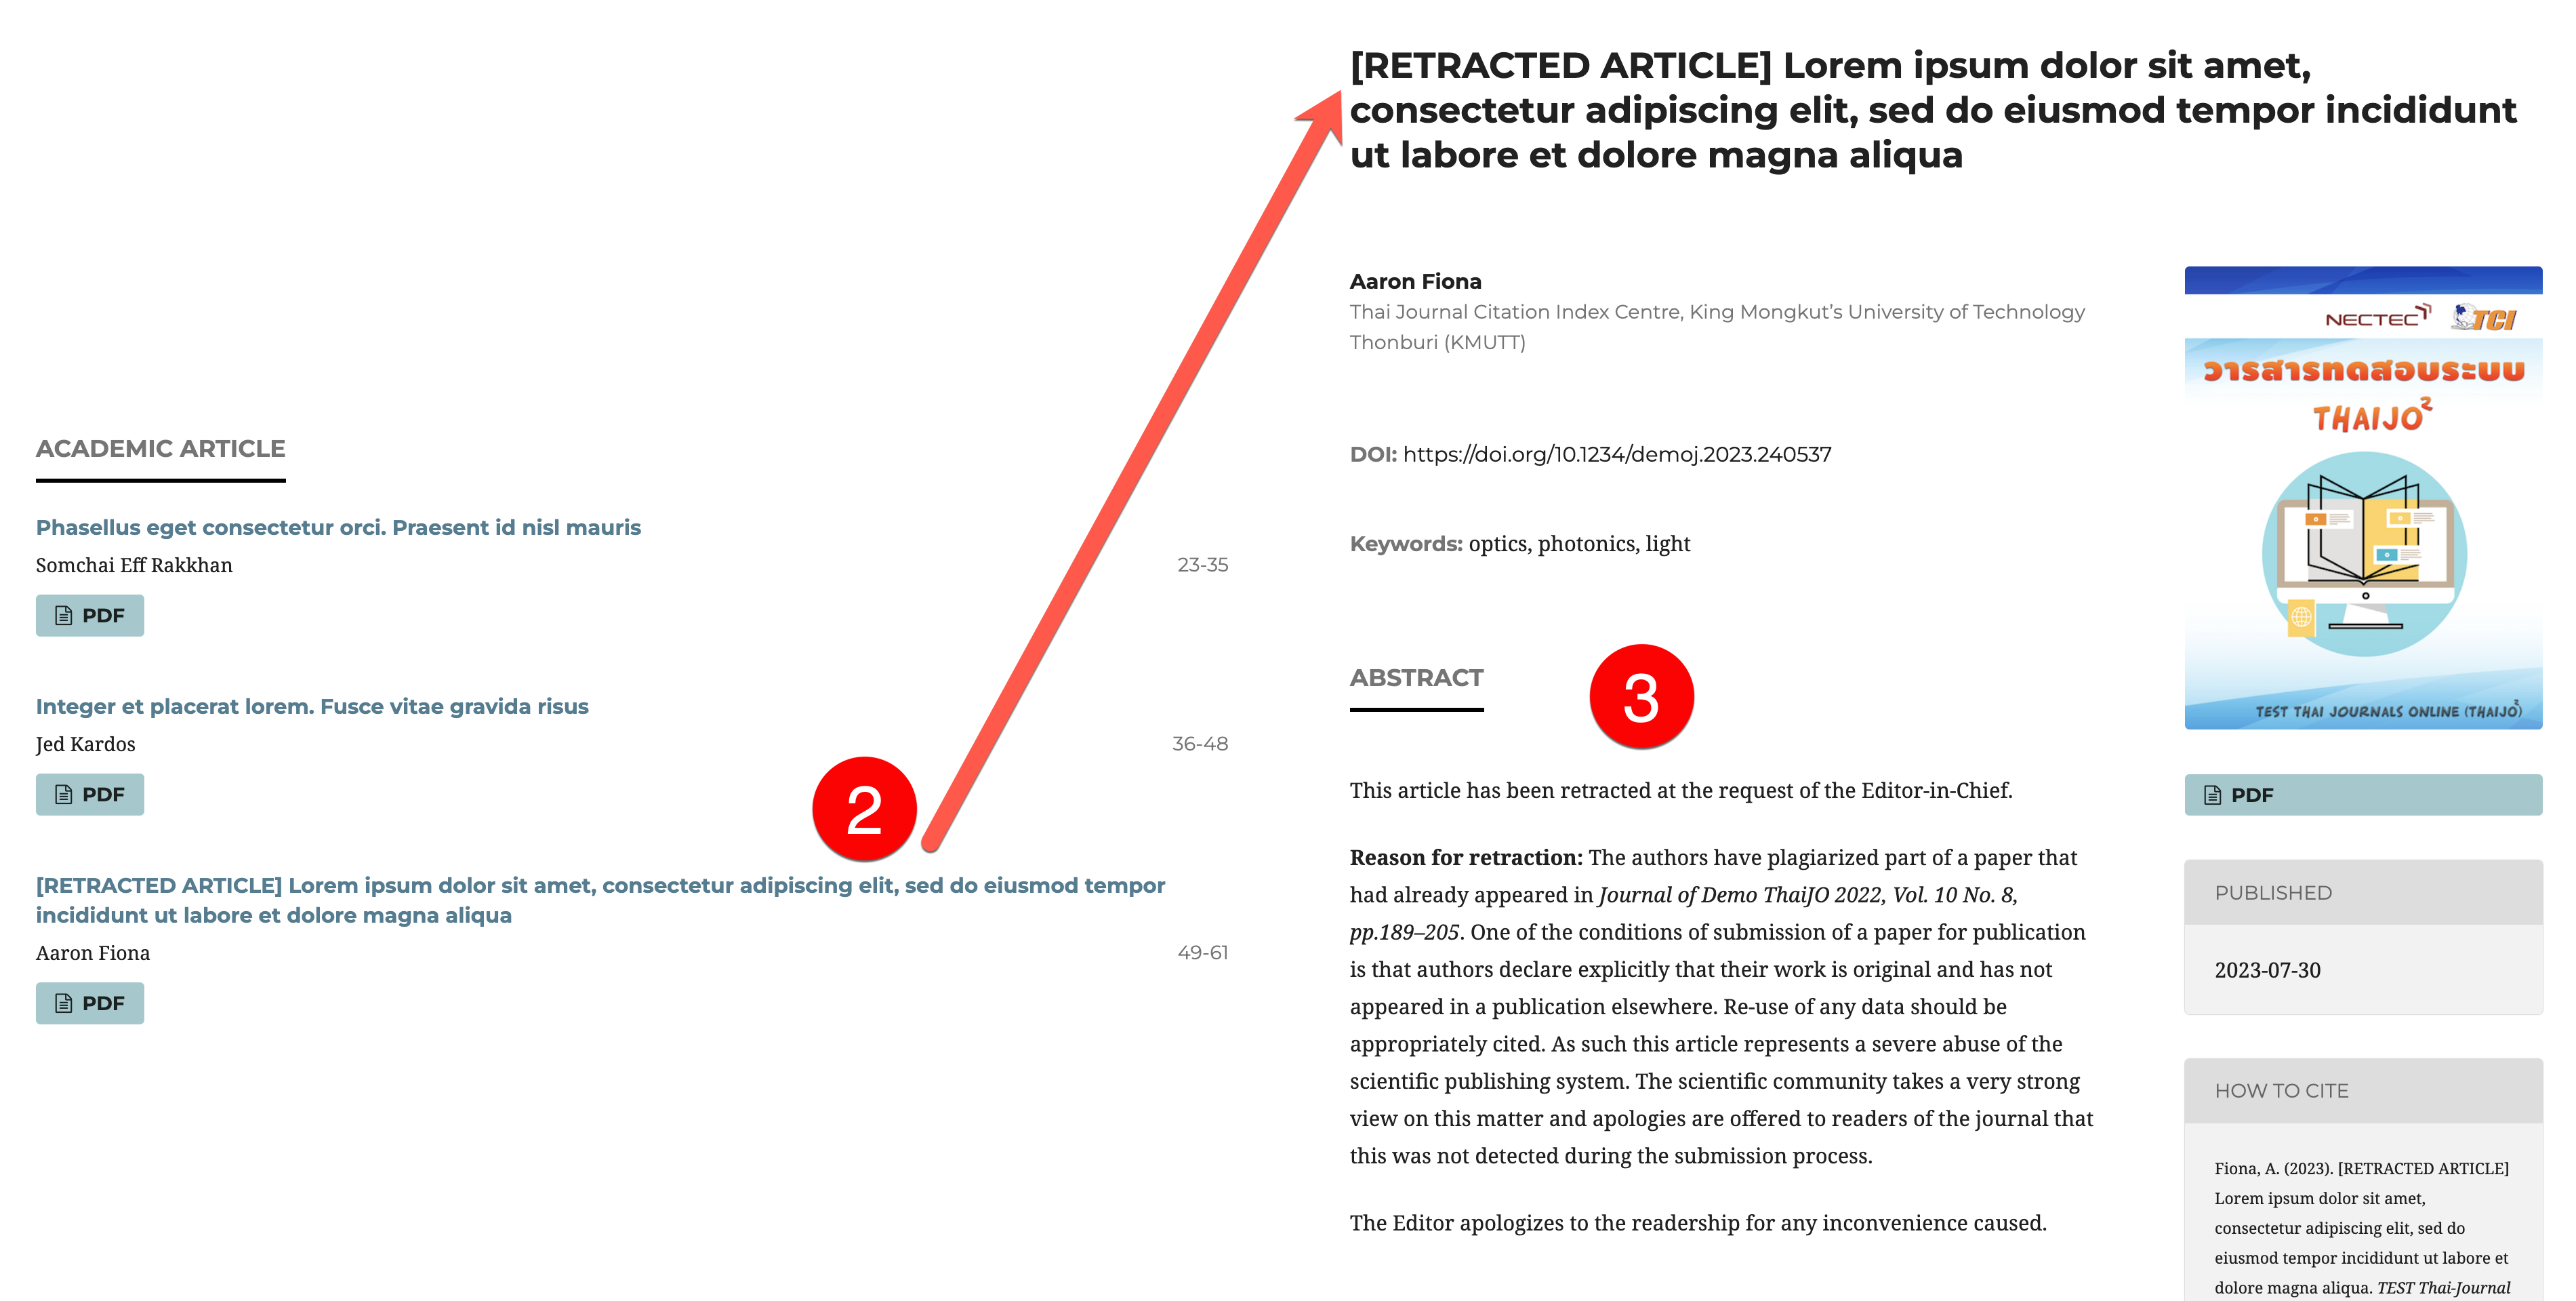 ACADEMIC ARTICLE
Phasellus eget consectetur orci. Praesent id nisl mauris
Somchai Eff Rakkhan
23-35
PDF
Integer et placerat lorem. Fusce vitae gravida risus
Jed Kardos
36-48
PDF
2
[RETRACTED ARTICLE] Lorem ipsum dolor sit amet, consectetur adipiscing elit, sed do eiusmod tempor
incididunt ut labore et dolore magna aliqua
Aaron Fiona
49-61
PDF
[RETRACTED ARTICLE] Lorem ipsum dolor sit amet,
consectetur adipiscing elit, sed do eiusmod tempor incididunt
ut labore et dolore magna aliqua
Aaron Fiona
Thai Journal Citation Index Centre, King Mongkut’s University of Technology
Thonburi (KMUTT)
DOI: https://doi.org/10.1234/demoj.2023.240537
Keywords: optics, photonics, light
ABSTRACT
3
This article has been retracted at the request of the Editor-in-Chief.
Reason for retraction: The authors have plagiarized part of a paper that
had already appeared in Journal of Demo ThaiJO 2022, Vol. 10 No. 8,
pp.189–205. One of the conditions of submission of a paper for publication
is that authors declare explicitly that their work is original and has not
appeared in a publication elsewhere. Re-use of any data should be
appropriately cited. As such this article represents a severe abuse of the
scientific publishing system. The scientific community takes a very strong
view on this matter and apologies are offered to readers of the journal that
this was not detected during the submission process.
The Editor apologizes to the readership for any inconvenience caused.
NECTEC TCI
วารสารทดสอบระบบ
THAIJO²
TEST THAI JOURNALS ONLINE (THAIJO²)
PDF
PUBLISHED
2023-07-30
HOW TO CITE
Fiona, A. (2023). [RETRACTED ARTICLE]
Lorem ipsum dolor sit amet,
consectetur adipiscing elit, sed do
eiusmod tempor incididunt ut labore et
dolore magna aliqua. TEST Thai-Journal